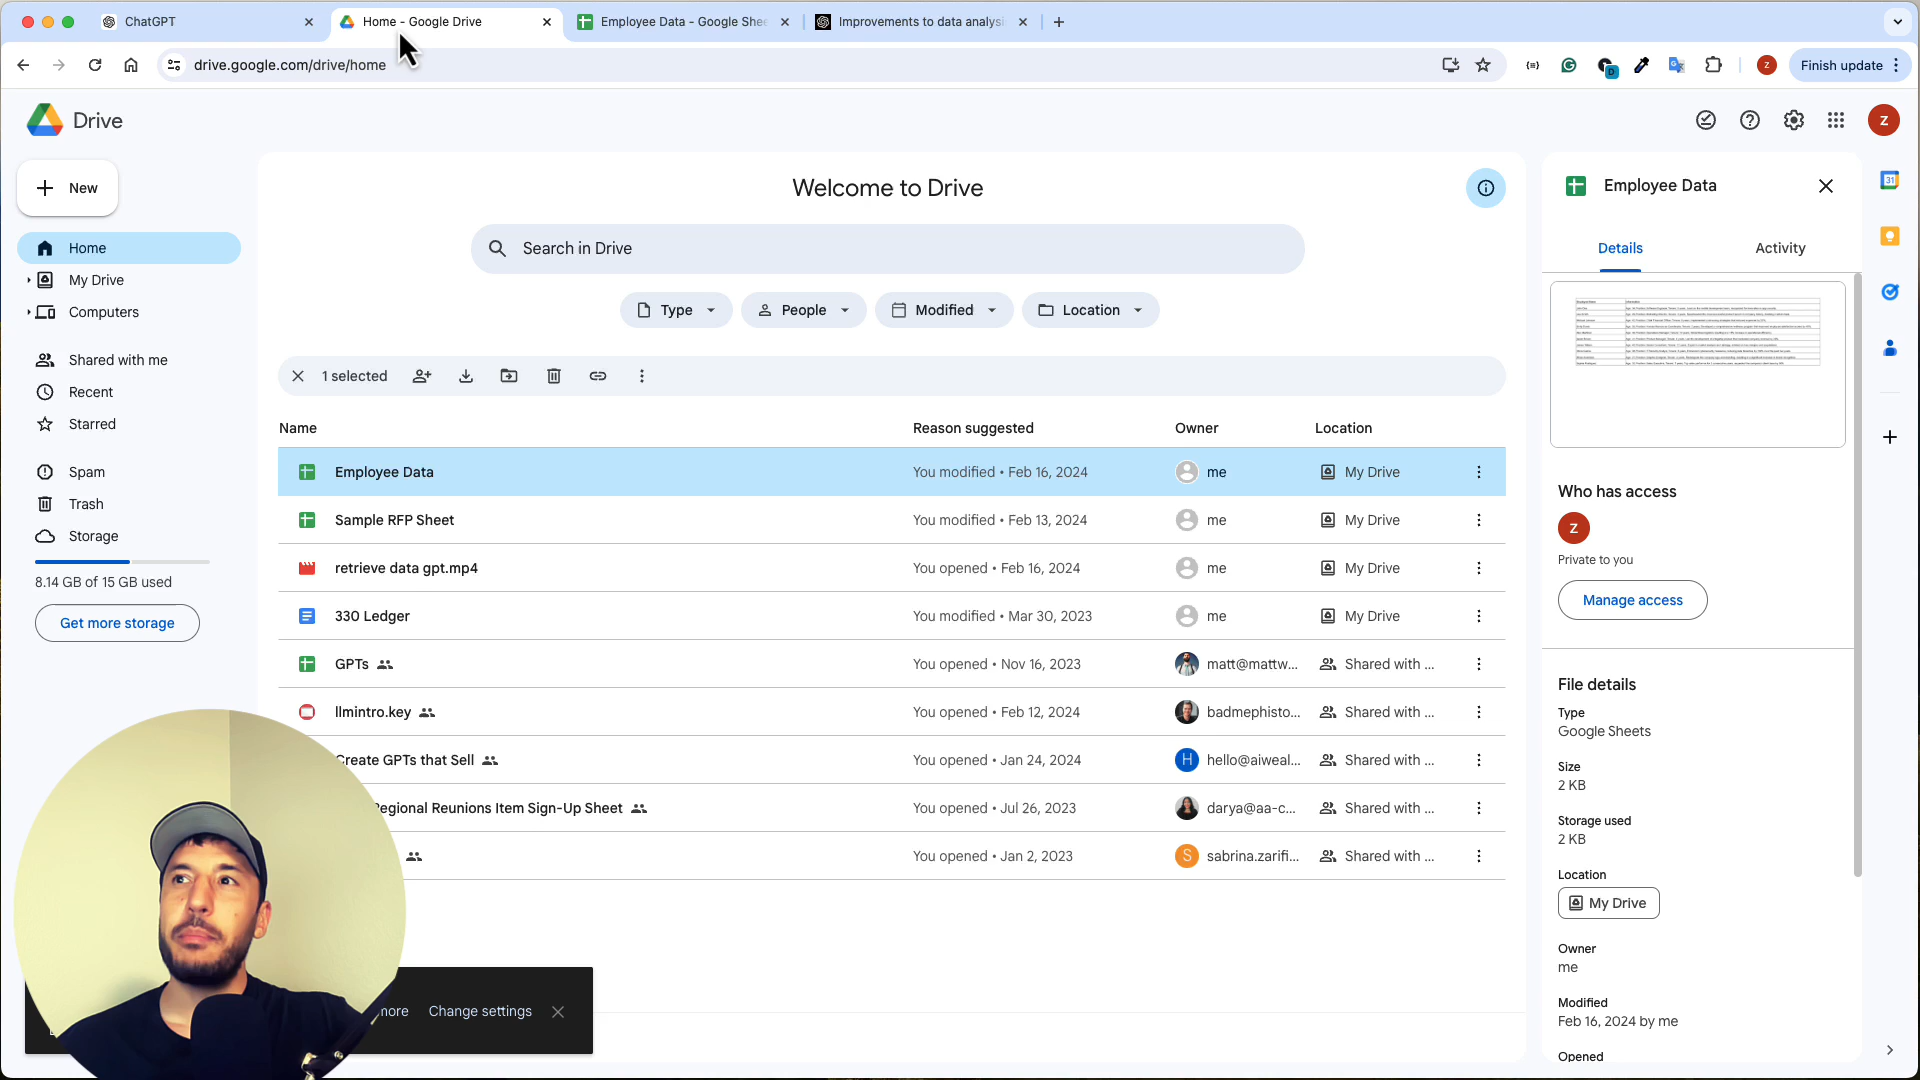 ChatGPT
Home - Google Drive
Employee Data - Google Shee
Improvements to data analysi
drive.google.com/drive/home
Finish update
Drive
New
Home
My Drive
Computers
Shared with me
Recent
Starred
Spam
Trash
Storage
8.14 GB of 15 GB used
Get more storage
Welcome to Drive
Search in Drive
Type
People
Modified
Location
1 selected
Name Reason suggested Owner Location
Employee Data You modified • Feb 16, 2024 me My Drive
Sample RFP Sheet You modified • Feb 13, 2024 me My Drive
retrieve data gpt.mp4 You opened • Feb 16, 2024 me My Drive
330 Ledger You modified • Mar 30, 2023 me My Drive
GPTs You opened • Nov 16, 2023 matt@mattw... Shared with ...
llmintro.key You opened • Feb 12, 2024 badmephisto... Shared with ...
Create GPTs that Sell You opened • Jan 24, 2024 H hello@aiweal... Shared with ...
Regional Reunions Item Sign-Up Sheet You opened • Jul 26, 2023 darya@aa-c... Shared with ...
You opened • Jan 2, 2023 S sabrina.zarifi... Shared with ...
more Change settings
Employee Data
Details
Activity
Who has access
Z
Private to you
Manage access
File details
Type
Google Sheets
Size
2 KB
Storage used
2 KB
Location
My Drive
Owner
me
Modified
Feb 16, 2024 by me
Opened